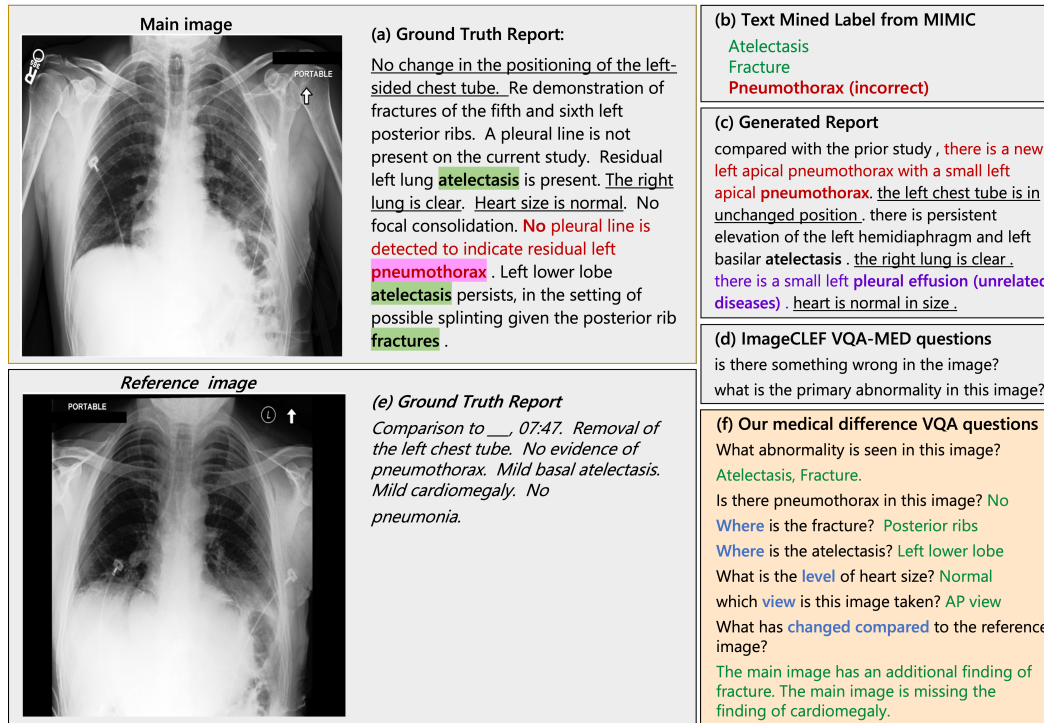 Main image
PORTABLE
(a) Ground Truth Report:
No change in the positioning of the left-
sided chest tube. Re demonstration of
fractures of the fifth and sixth left
posterior ribs. A pleural line is not
present on the current study. Residual
left lung atelectasis is present. The right
lung is clear. Heart size is normal. No
focal consolidation. No pleural line is
detected to indicate residual left
pneumothorax . Left lower lobe
atelectasis persists, in the setting of
possible splinting given the posterior rib
fractures .
Reference image
PORTABLE
L
(e) Ground Truth Report
Comparison to __, 07:47. Removal of
the left chest tube. No evidence of
pneumothorax. Mild basal atelectasis.
Mild cardiomegaly. No
pneumonia.
(b) Text Mined Label from MIMIC
Atelectasis
Fracture
Pneumothorax (incorrect)
(c) Generated Report
compared with the prior study , there is a new
left apical pneumothorax with a small left
apical pneumothorax. the left chest tube is in
unchanged position . there is persistent
elevation of the left hemidiaphragm and left
basilar atelectasis . the right lung is clear .
there is a small left pleural effusion (unrelated
diseases) . heart is normal in size .
(d) ImageCLEF VQA-MED questions
is there something wrong in the image?
what is the primary abnormality in this image?
(f) Our medical difference VQA questions
What abnormality is seen in this image?
Atelectasis, Fracture.
Is there pneumothorax in this image? No
Where is the fracture? Posterior ribs
Where is the atelectasis? Left lower lobe
What is the level of heart size? Normal
which view is this image taken? AP view
What has changed compared to the reference
image?
The main image has an additional finding of
fracture. The main image is missing the
finding of cardiomegaly.